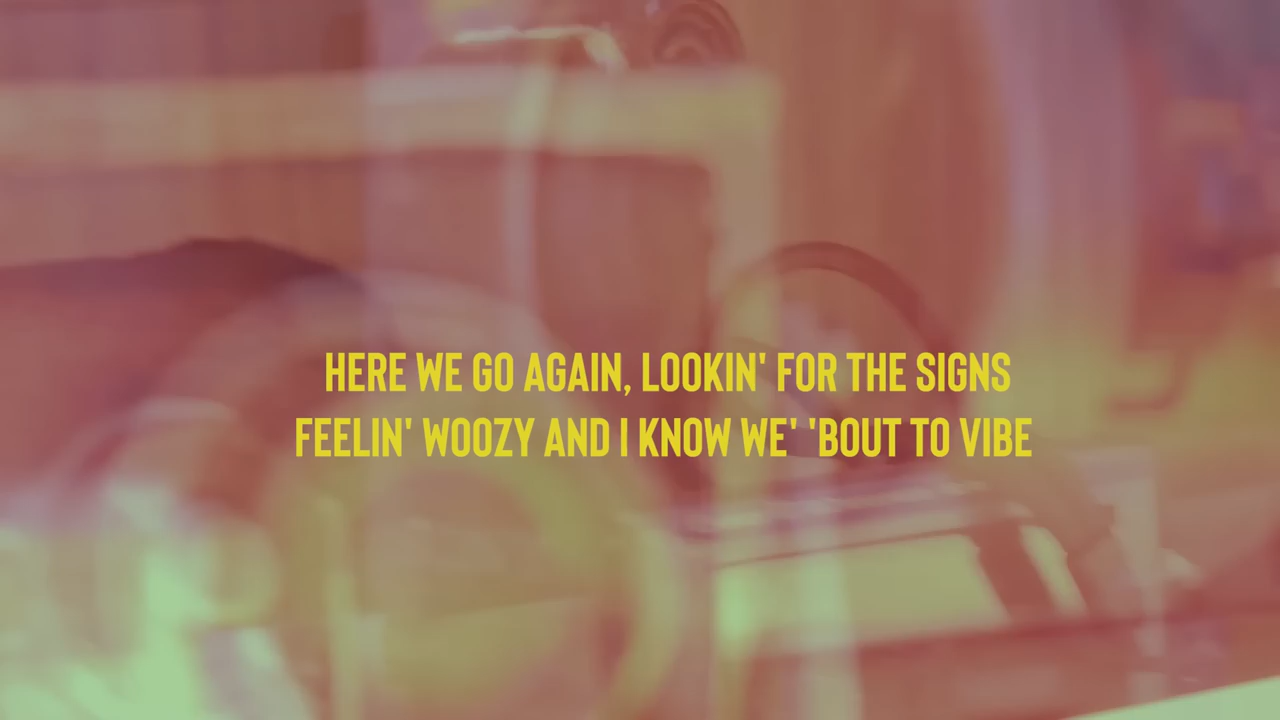 HERE WE GO AGAIN, LOOKIN' FOR THE SIGNS
FEELIN' WOOZY AND I KNOW WE' 'BOUT TO VIBE